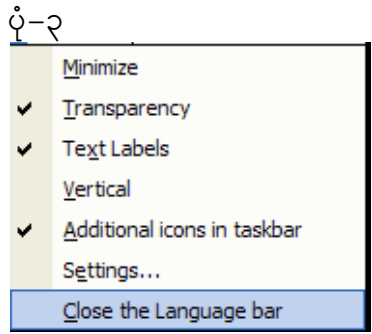 ပုံ-၃
Minimize
Transparency
Text Labels
Vertical
Additional icons in taskbar
Settings...
Close the Language bar